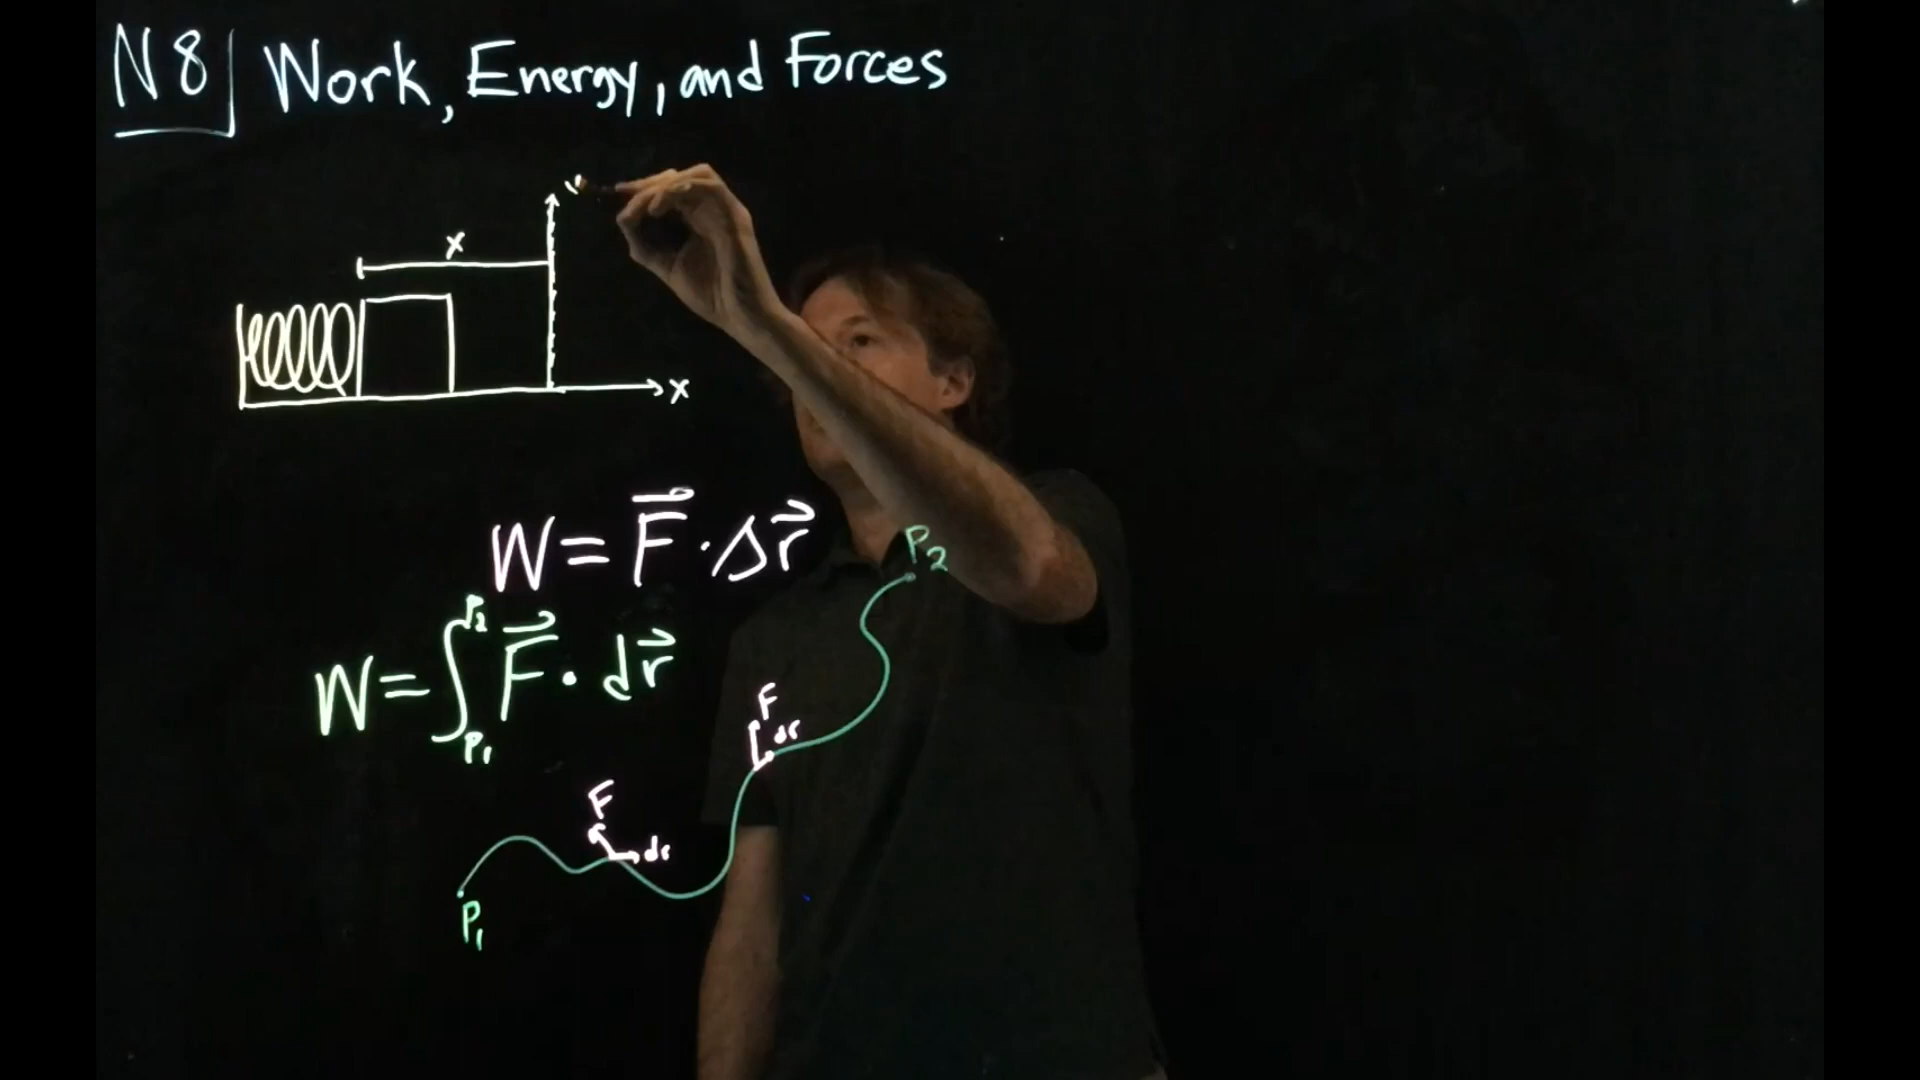 N8 Work, Energy, and Forces
x
x
W = F⃗ · Δr⃗
P2
W = ∫_{P1}^{P2} F⃗ · dr⃗
F
dr
F
dr
P1